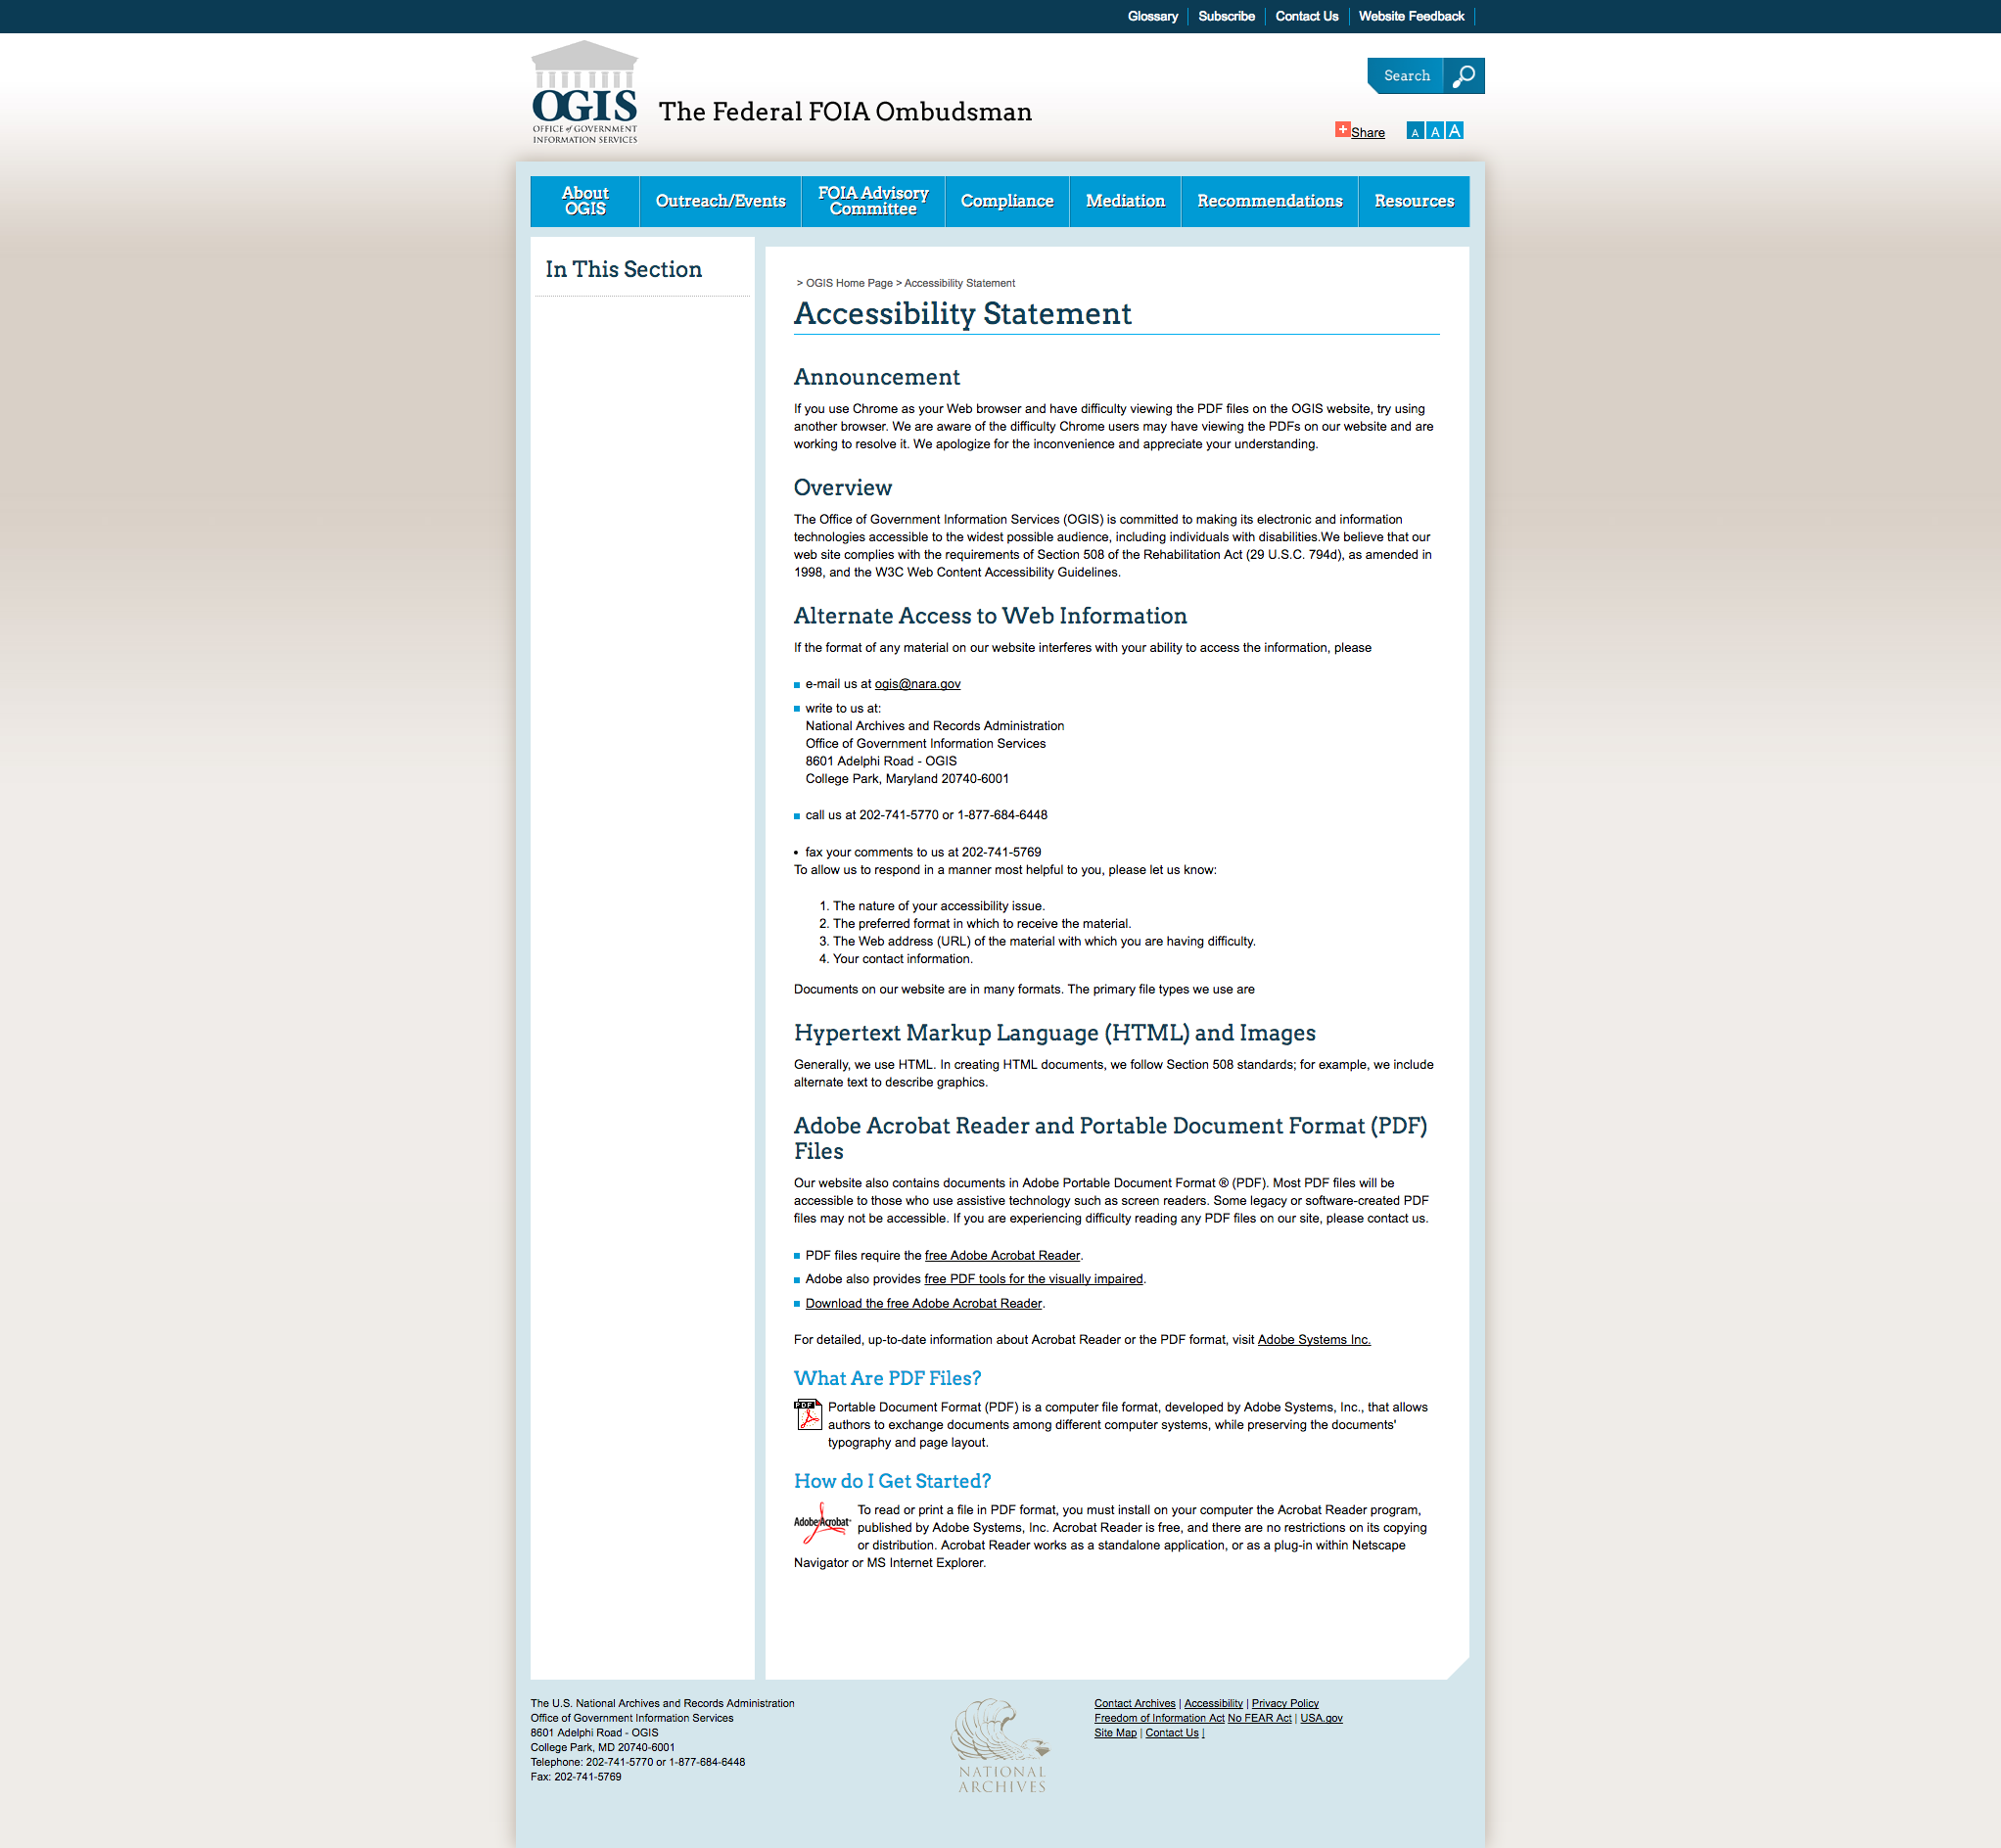 Glossary Subscribe Contact Us Website Feedback
OGIS
OFFICE of GOVERNMENT
INFORMATION SERVICES
The Federal FOIA Ombudsman
Search
Share A A A
About OGIS Outreach/Events FOIA Advisory Committee Compliance Mediation Recommendations Resources
In This Section
> OGIS Home Page > Accessibility Statement
Accessibility Statement
Announcement
If you use Chrome as your Web browser and have difficulty viewing the PDF files on the OGIS website, try using
another browser. We are aware of the difficulty Chrome users may have viewing the PDFs on our website and are
working to resolve it. We apologize for the inconvenience and appreciate your understanding.
Overview
The Office of Government Information Services (OGIS) is committed to making its electronic and information
technologies accessible to the widest possible audience, including individuals with disabilities.We believe that our
web site complies with the requirements of Section 508 of the Rehabilitation Act (29 U.S.C. 794d), as amended in
1998, and the W3C Web Content Accessibility Guidelines.
Alternate Access to Web Information
If the format of any material on our website interferes with your ability to access the information, please
e-mail us at ogis@nara.gov
write to us at:
National Archives and Records Administration
Office of Government Information Services
8601 Adelphi Road - OGIS
College Park, Maryland 20740-6001
call us at 202-741-5770 or 1-877-684-6448
• fax your comments to us at 202-741-5769
To allow us to respond in a manner most helpful to you, please let us know:
1. The nature of your accessibility issue.
2. The preferred format in which to receive the material.
3. The Web address (URL) of the material with which you are having difficulty.
4. Your contact information.
Documents on our website are in many formats. The primary file types we use are
Hypertext Markup Language (HTML) and Images
Generally, we use HTML. In creating HTML documents, we follow Section 508 standards; for example, we include
alternate text to describe graphics.
Adobe Acrobat Reader and Portable Document Format (PDF)
Files
Our website also contains documents in Adobe Portable Document Format ® (PDF). Most PDF files will be
accessible to those who use assistive technology such as screen readers. Some legacy or software-created PDF
files may not be accessible. If you are experiencing difficulty reading any PDF files on our site, please contact us.
PDF files require the free Adobe Acrobat Reader.
Adobe also provides free PDF tools for the visually impaired.
Download the free Adobe Acrobat Reader.
For detailed, up-to-date information about Acrobat Reader or the PDF format, visit Adobe Systems Inc.
What Are PDF Files?
PDF
Portable Document Format (PDF) is a computer file format, developed by Adobe Systems, Inc., that allows
authors to exchange documents among different computer systems, while preserving the documents'
typography and page layout.
How do I Get Started?
Adobe Acrobat
To read or print a file in PDF format, you must install on your computer the Acrobat Reader program,
published by Adobe Systems, Inc. Acrobat Reader is free, and there are no restrictions on its copying
or distribution. Acrobat Reader works as a standalone application, or as a plug-in within Netscape
Navigator or MS Internet Explorer.
The U.S. National Archives and Records Administration
Office of Government Information Services
8601 Adelphi Road - OGIS
College Park, MD 20740-6001
Telephone: 202-741-5770 or 1-877-684-6448
Fax: 202-741-5769
NATIONAL
ARCHIVES
Contact Archives | Accessibility | Privacy Policy
Freedom of Information Act No FEAR Act | USA.gov
Site Map | Contact Us |